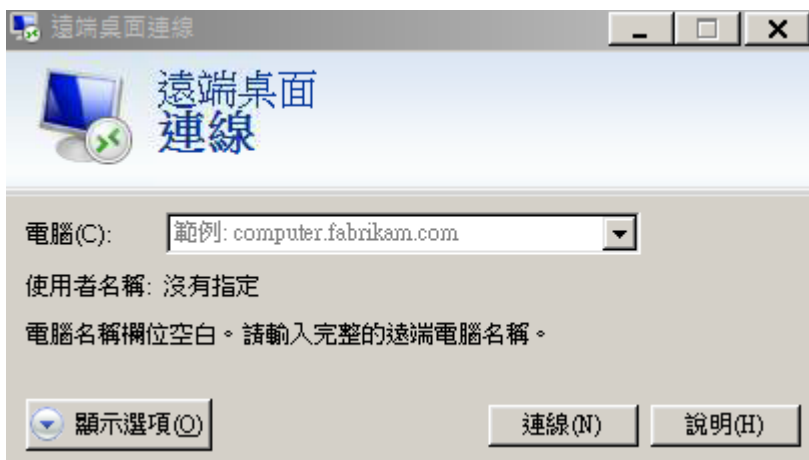 遠端桌面連線
遠端桌面
連線
電腦(C): 範例: computer.fabrikam.com
使用者名稱: 沒有指定
電腦名稱欄位空白。請輸入完整的遠端電腦名稱。
顯示選項(O) 連線(N) 說明(H)